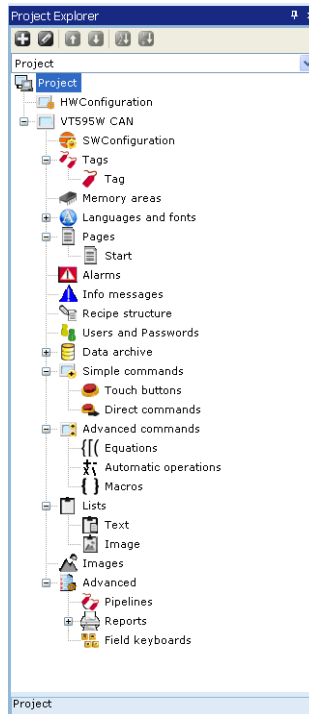 Project Explorer
Project
Project
HWConfiguration
VT595W CAN
SWConfiguration
Tags
Tag
Memory areas
Languages and fonts
Pages
Start
Alarms
Info messages
Recipe structure
Users and Passwords
Data archive
Simple commands
Touch buttons
Direct commands
Advanced commands
Equations
Automatic operations
Macros
Lists
Text
Image
Images
Advanced
Pipelines
Reports
Field keyboards
Project